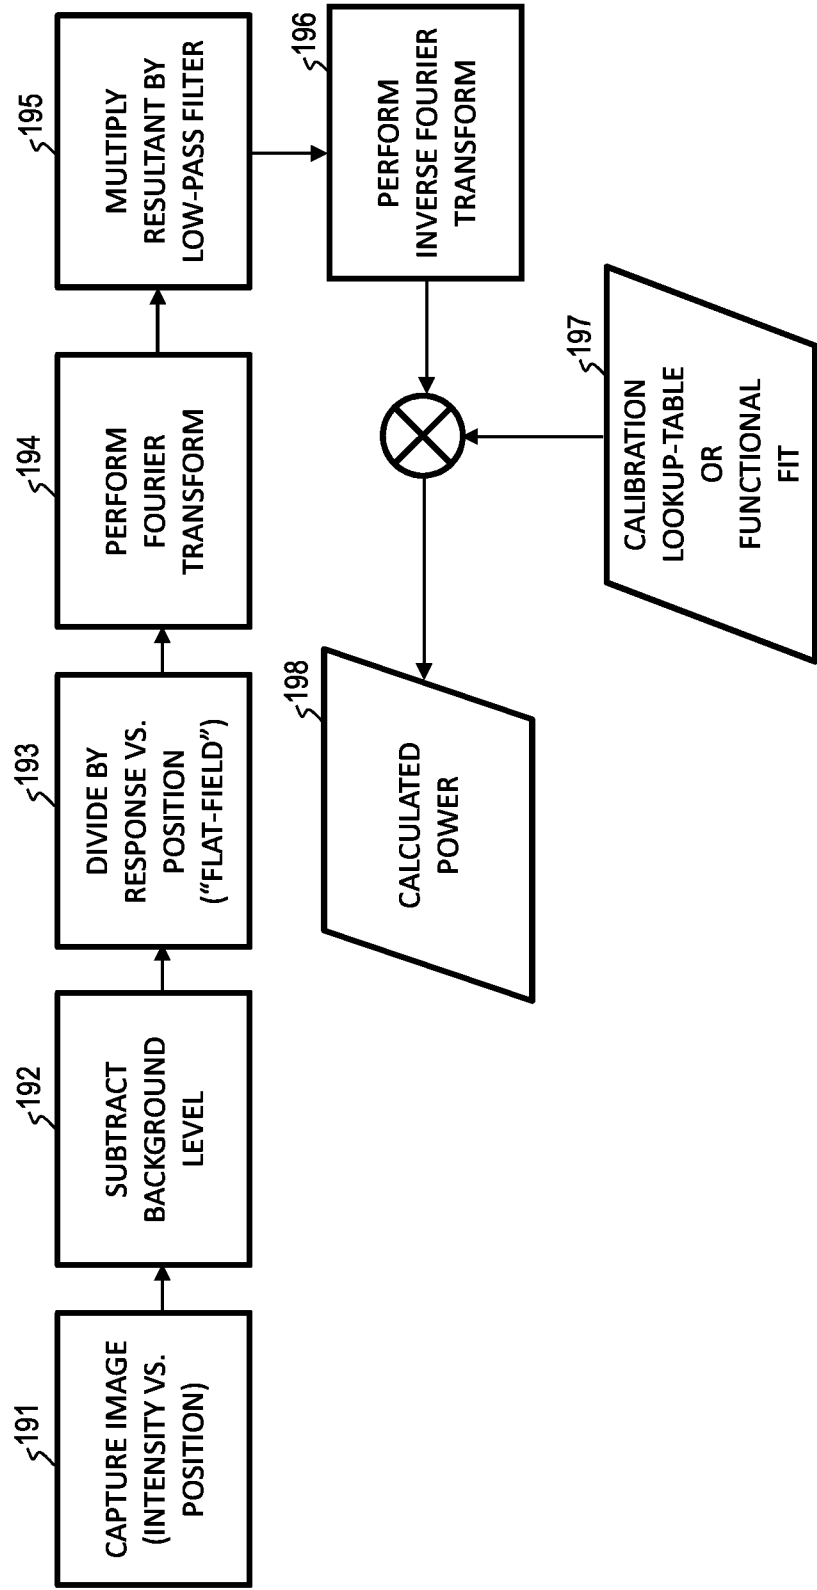 191
CAPTURE IMAGE
(INTENSITY VS.
POSITION)
192
SUBTRACT
BACKGROUND
LEVEL
193
DIVIDE BY
RESPONSE VS.
POSITION
(“FLAT-FIELD”)
194
PERFORM
FOURIER
TRANSFORM
195
MULTIPLY
RESULTANT BY
LOW-PASS FILTER
196
PERFORM
INVERSE FOURIER
TRANSFORM
197
CALIBRATION
LOOKUP-TABLE
OR
FUNCTIONAL
FIT
198
CALCULATED
POWER